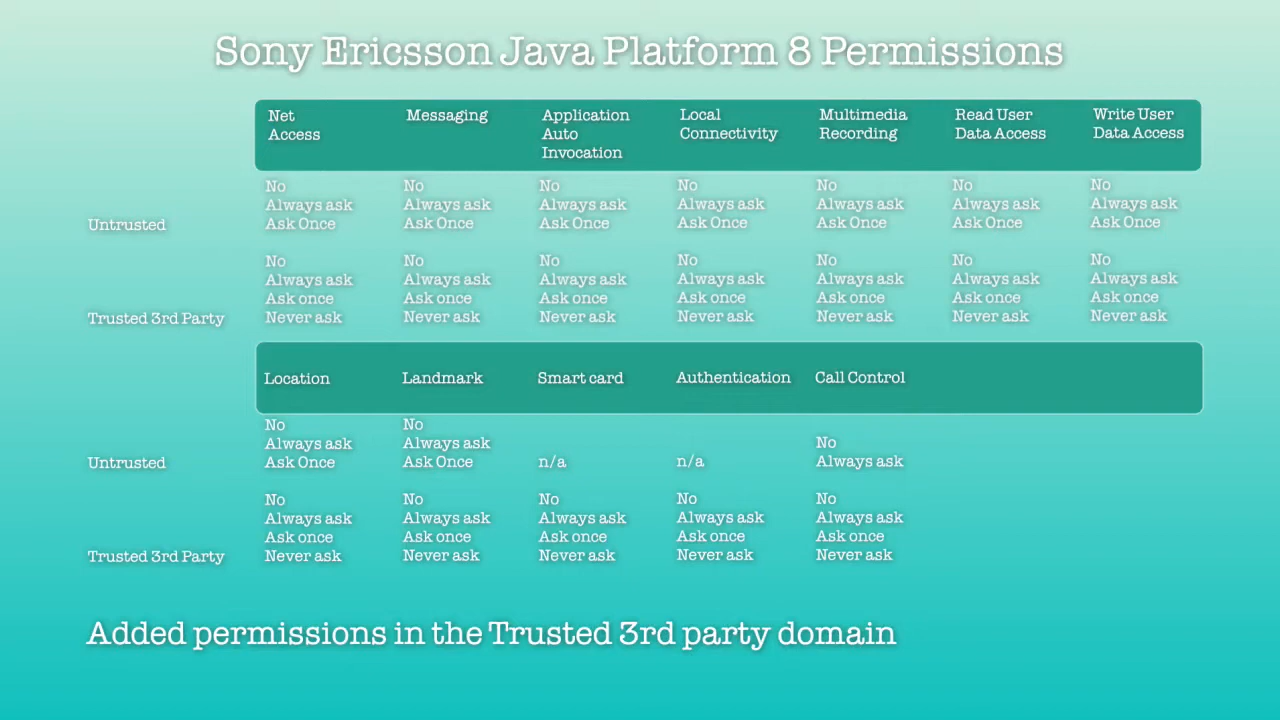 Sony Ericsson Java Platform 8 Permissions
Net Access Messaging Application Auto Invocation Local Connectivity Multimedia Recording Read User Data Access Write User Data Access
Untrusted
No No No No No No No
Always ask Always ask Always ask Always ask Always ask Always ask Always ask
Ask Once Ask Once Ask Once Ask Once Ask Once Ask Once Ask Once
Trusted 3rd Party
No No No No No No No
Always ask Always ask Always ask Always ask Always ask Always ask Always ask
Ask once Ask once Ask once Ask once Ask once Ask once Ask once
Never ask Never ask Never ask Never ask Never ask Never ask Never ask
Location Landmark Smart card Authentication Call Control
Untrusted
No No
Always ask Always ask No
Ask Once Ask Once n/a n/a Always ask
Trusted 3rd Party
No No No No No
Always ask Always ask Always ask Always ask Always ask
Ask once Ask once Ask once Ask once Ask once
Never ask Never ask Never ask Never ask Never ask
Added permissions in the Trusted 3rd party domain